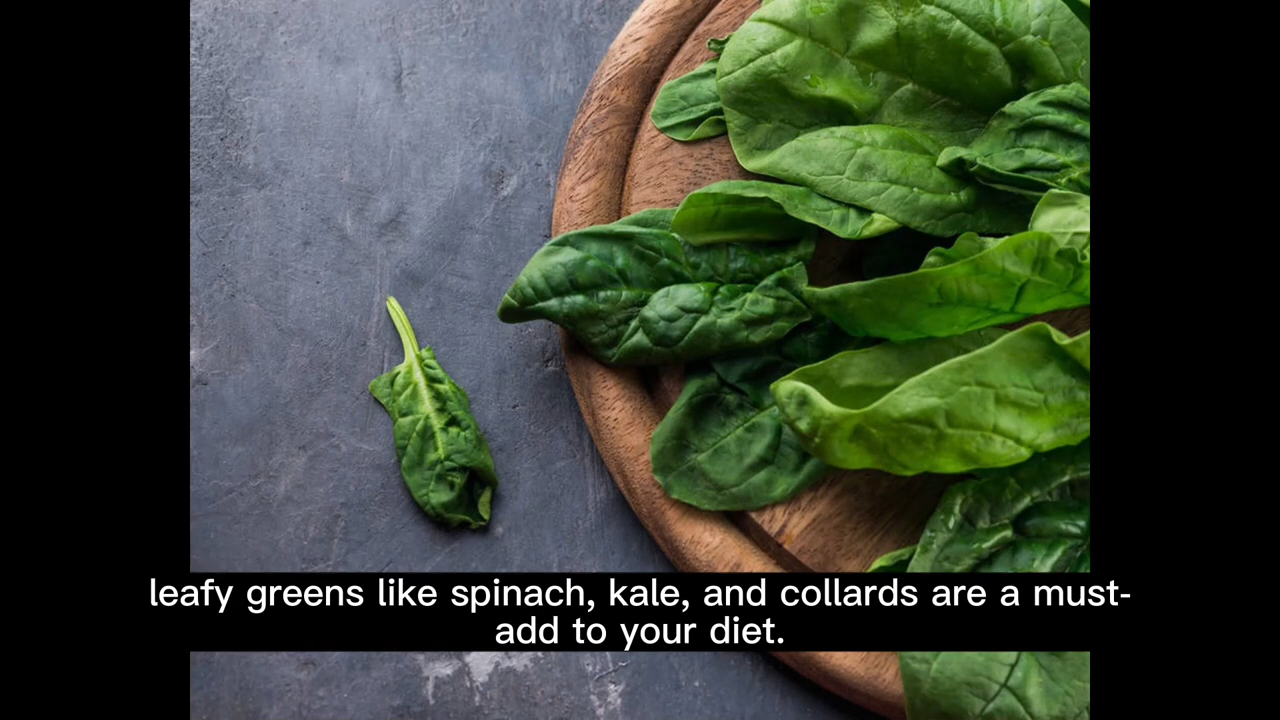 leafy greens like spinach, kale, and collards are a must-
add to your diet.